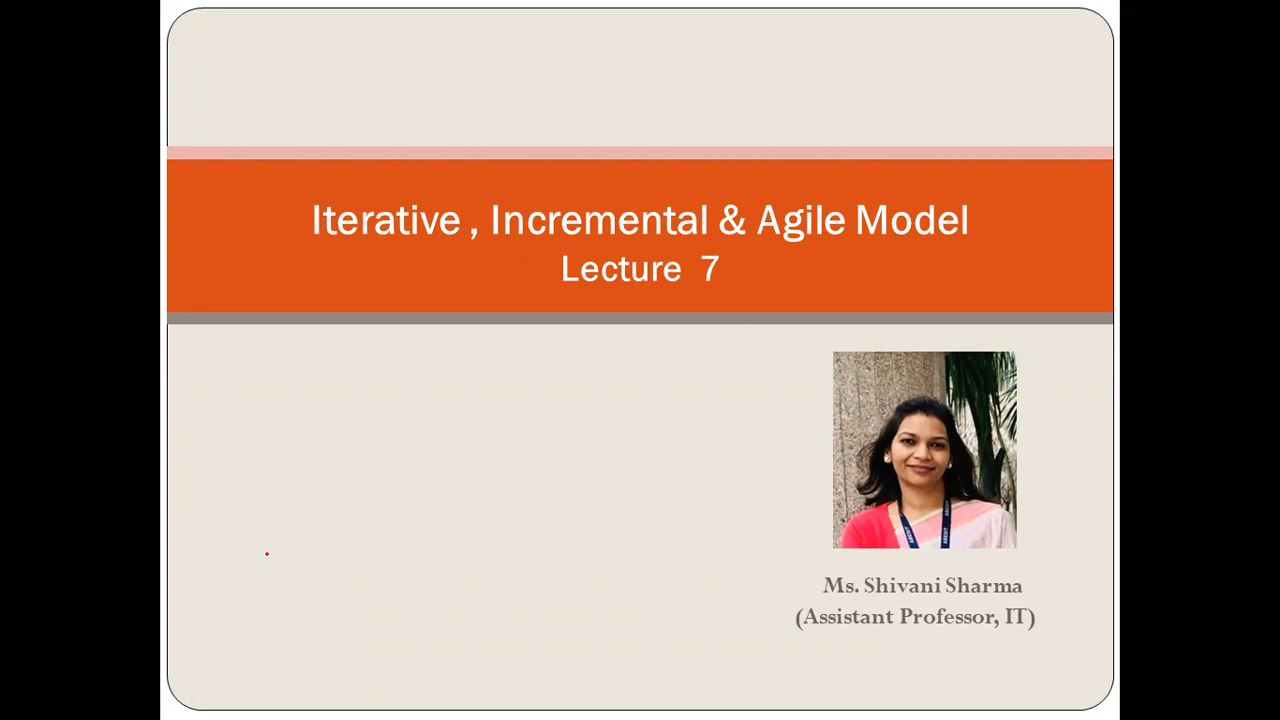 Iterative , Incremental & Agile Model
Lecture 7
Ms. Shivani Sharma
(Assistant Professor, IT)